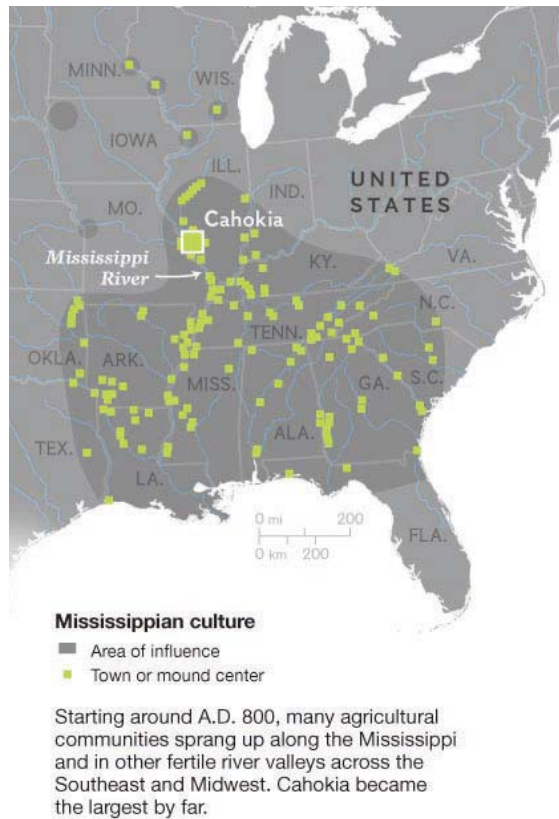 MINN.
WIS.
IOWA
ILL.
IND.
UNITED
STATES
MO.
Cahokia
Mississippi
River
KY.
VA.
N.C.
TENN.
OKLA.
ARK.
MISS.
S.C.
GA.
ALA.
TEX.
LA.
FLA.
0 mi 200
0 km 200
Mississippian culture
Area of influence
Town or mound center
Starting around A.D. 800, many agricultural
communities sprang up along the Mississippi
and in other fertile river valleys across the
Southeast and Midwest. Cahokia became
the largest by far.